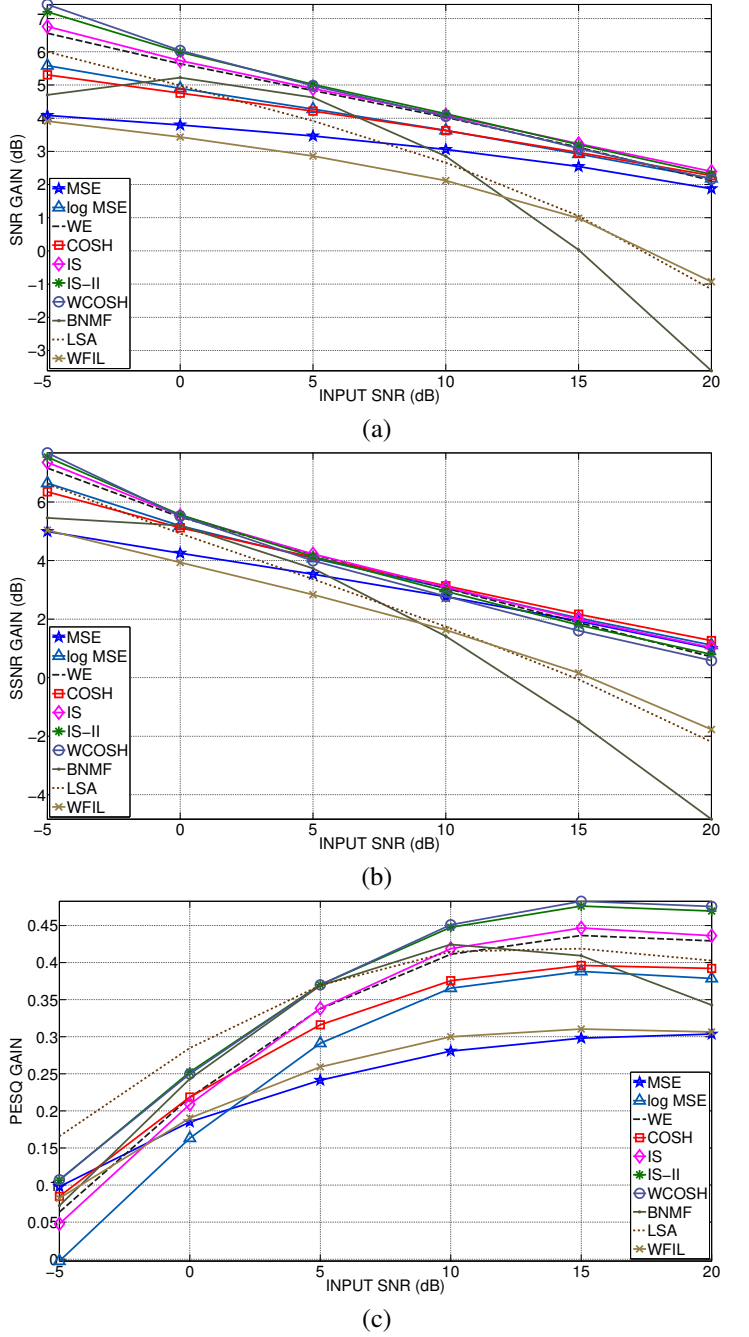 7
6
5
4
3
2
1
0
−1
−2
−3
SNR GAIN (dB)
MSE
log MSE
WE
COSH
IS
IS−II
WCOSH
BNMF
LSA
WFIL
−5 0 5 10 15 20
INPUT SNR (dB)
(a)
6
4
2
0
−2
−4
SSNR GAIN (dB)
MSE
log MSE
WE
COSH
IS
IS−II
WCOSH
BNMF
LSA
WFIL
−5 0 5 10 15 20
INPUT SNR (dB)
(b)
0.45
0.4
0.35
0.3
0.25
0.2
0.15
0.1
0.05
0
PESQ GAIN
MSE
log MSE
WE
COSH
IS
IS−II
WCOSH
BNMF
LSA
WFIL
−5 0 5 10 15 20
INPUT SNR (dB)
(c)